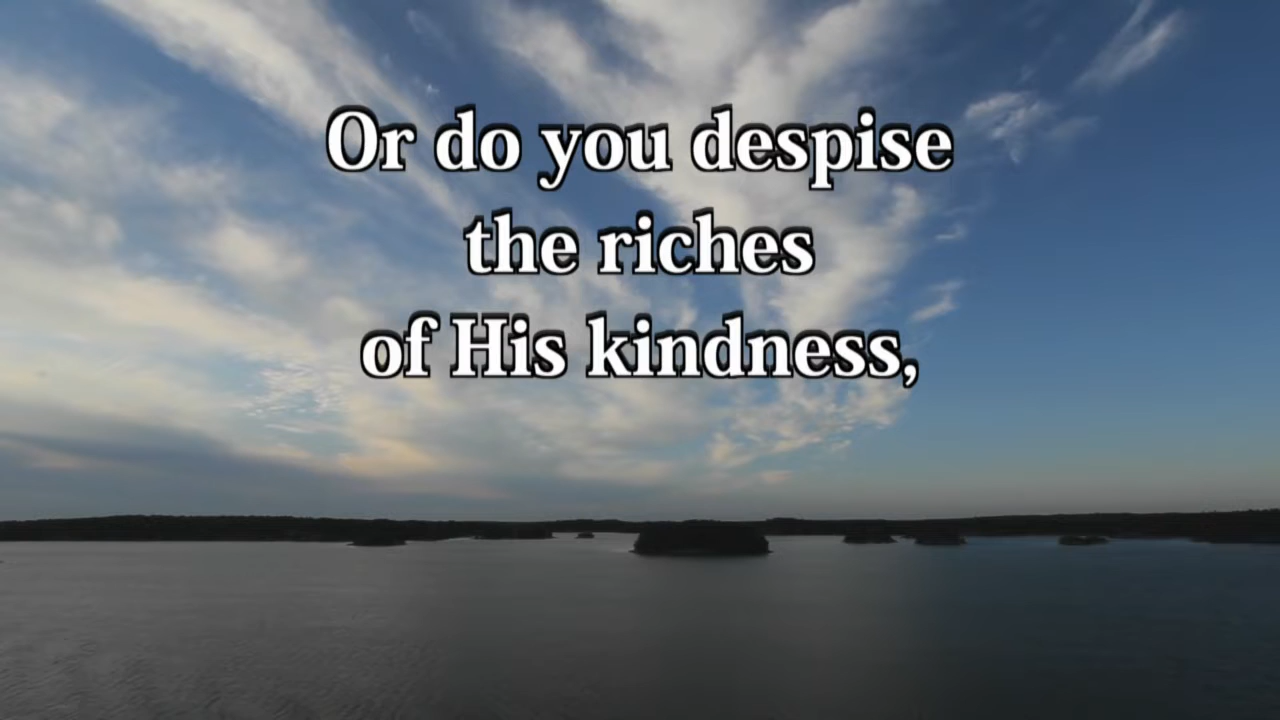 Or do you despise
the riches
of His kindness,